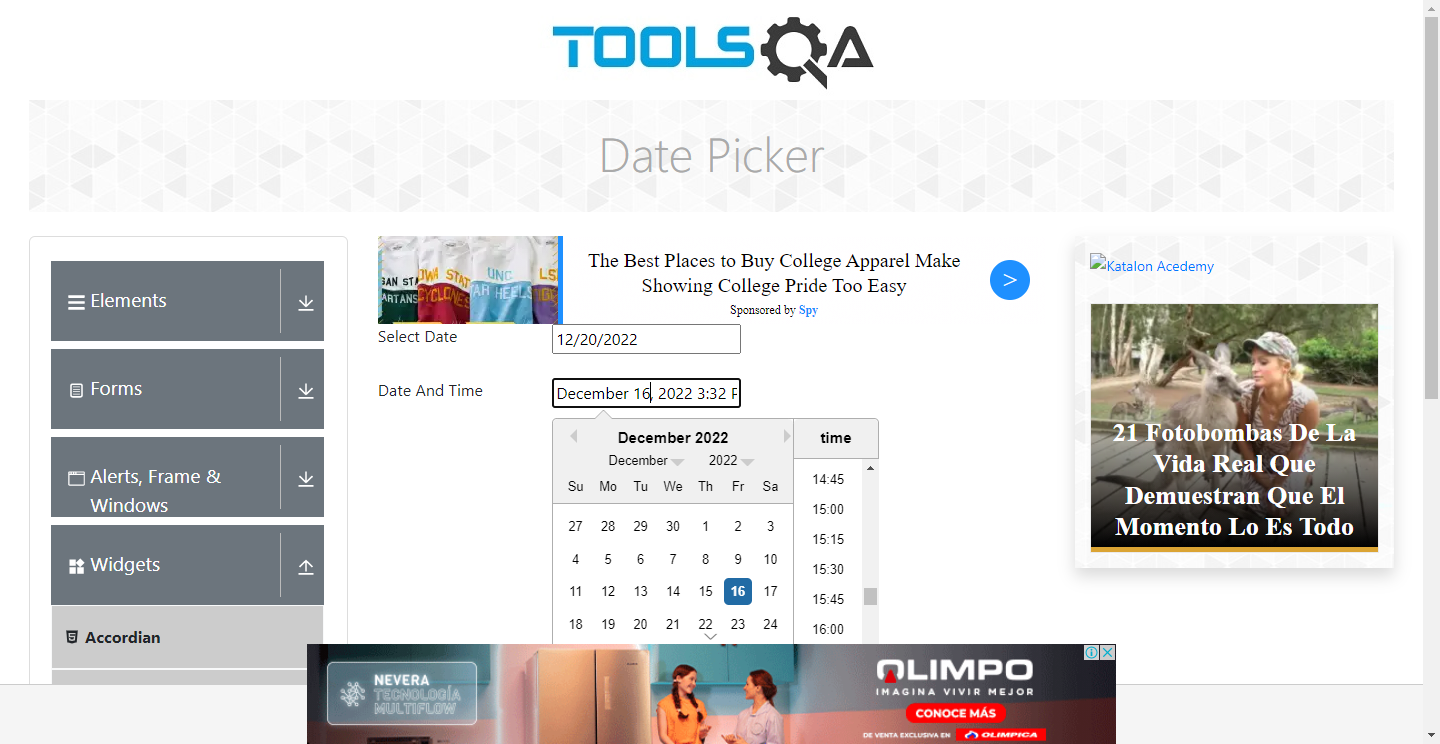 TOOLSQA
Date Picker
Elements
Forms
Alerts, Frame &
Windows
Widgets
Accordian
The Best Places to Buy College Apparel Make
Showing College Pride Too Easy
Sponsored by Spy
>
Select Date
12/20/2022
Date And Time
December 16, 2022 3:32 P
December 2022
December 2022
Su Mo Tu We Th Fr Sa
27 28 29 30 1 2 3
4 5 6 7 8 9 10
11 12 13 14 15 16 17
18 19 20 21 22 23 24
time
14:45
15:00
15:15
15:30
15:45
16:00
Katalon Acedemy
21 Fotobombas De La
Vida Real Que
Demuestran Que El
Momento Lo Es Todo
NEVERA
TECNOLOGÍA
MULTIFLOW
OLIMPO
IMAGINA VIVIR MEJOR
CONOCE MÁS
DE VENTA EXCLUSIVA EN OLIMPICA